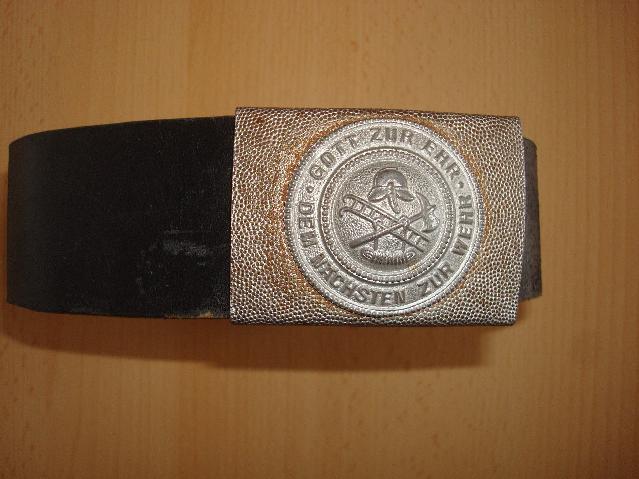 · GOTT ZUR EHR ·
DEM NÄCHSTEN ZUR WEHR